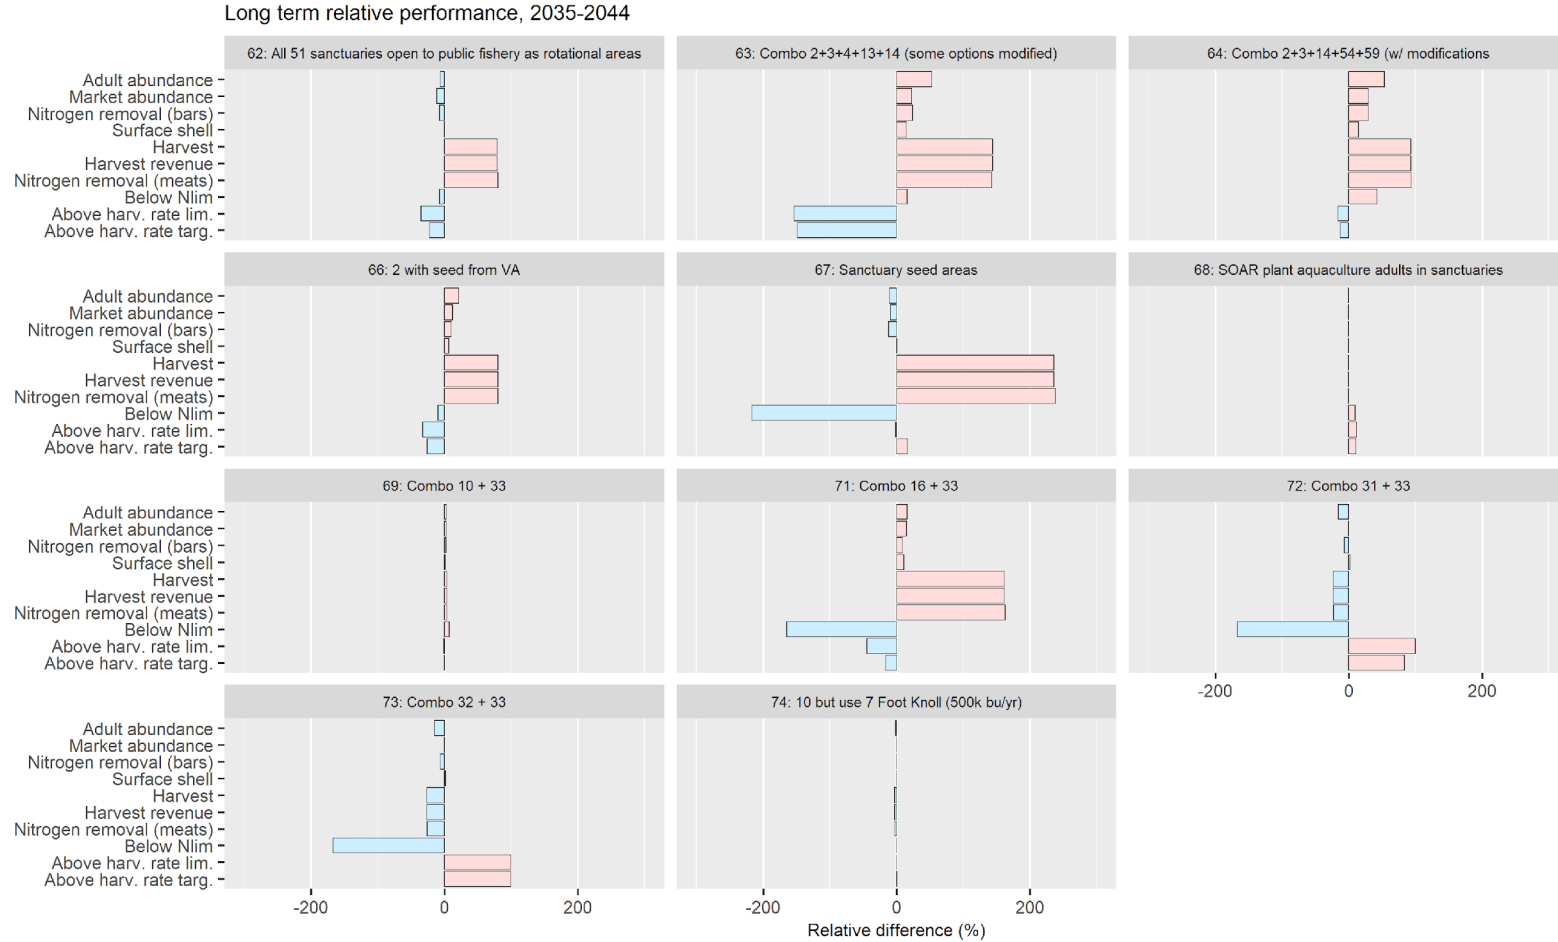 Long term relative performance, 2035-2044
62: All 51 sanctuaries open to public fishery as rotational areas
63: Combo 2+3+4+13+14 (some options modified)
64: Combo 2+3+14+54+59 (w/ modifications
Adult abundance
Market abundance
Nitrogen removal (bars)
Surface shell
Harvest
Harvest revenue
Nitrogen removal (meats)
Below Nlim
Above harv. rate lim.
Above harv. rate targ.
66: 2 with seed from VA
67: Sanctuary seed areas
68: SOAR plant aquaculture adults in sanctuaries
Adult abundance
Market abundance
Nitrogen removal (bars)
Surface shell
Harvest
Harvest revenue
Nitrogen removal (meats)
Below Nlim
Above harv. rate lim.
Above harv. rate targ.
69: Combo 10 + 33
71: Combo 16 + 33
72: Combo 31 + 33
Adult abundance
Market abundance
Nitrogen removal (bars)
Surface shell
Harvest
Harvest revenue
Nitrogen removal (meats)
Below Nlim
Above harv. rate lim.
Above harv. rate targ.
-200 0 200
73: Combo 32 + 33
74: 10 but use 7 Foot Knoll (500k bu/yr)
Adult abundance
Market abundance
Nitrogen removal (bars)
Surface shell
Harvest
Harvest revenue
Nitrogen removal (meats)
Below Nlim
Above harv. rate lim.
Above harv. rate targ.
-200 0 200
-200 0 200
Relative difference (%)